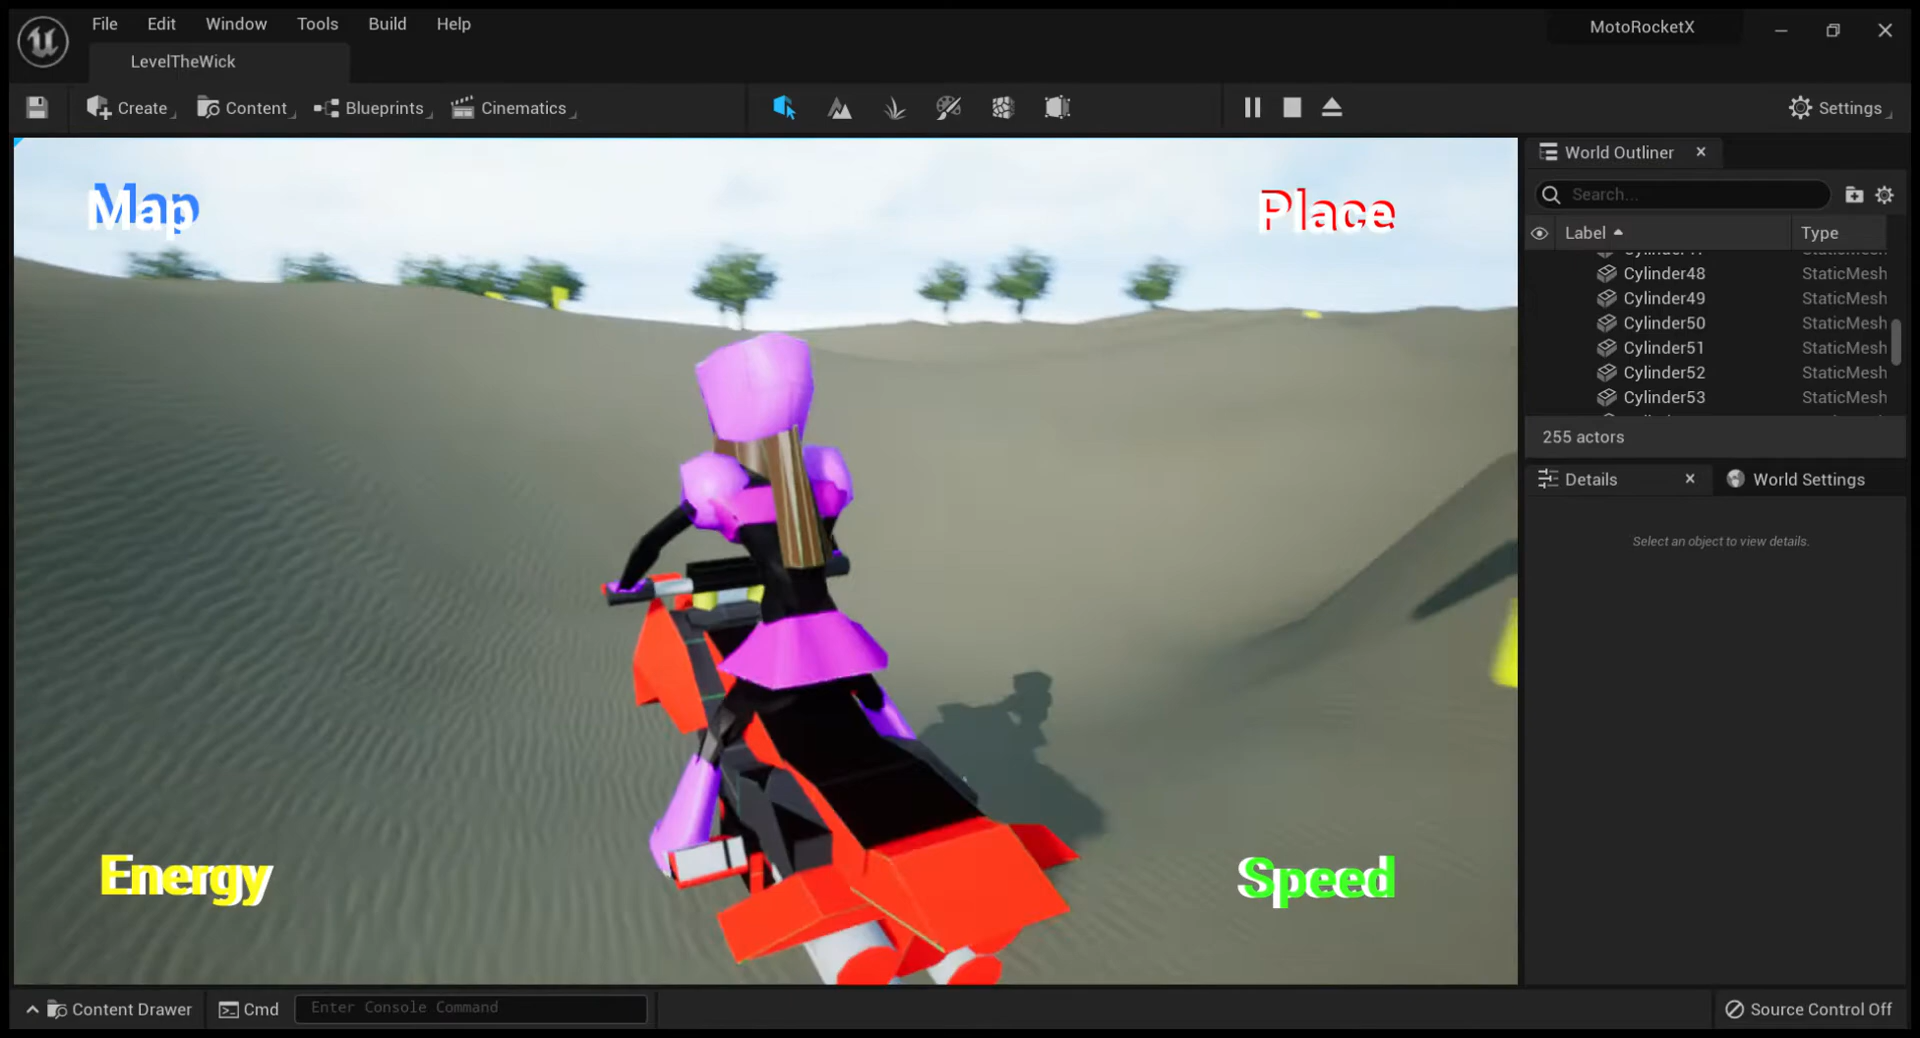 File Edit Window Tools Build Help
MotoRocketX
LevelTheWick
Create Content Blueprints Cinematics
Settings
World Outliner
Search...
Label Type
Cylinder48 StaticMesh
Cylinder49 StaticMesh
Cylinder50 StaticMesh
Cylinder51 StaticMesh
Cylinder52 StaticMesh
Cylinder53 StaticMesh
255 actors
Details World Settings
Select an object to view details.
Map
Place
Energy
Speed
Content Drawer Cmd Enter Console Command
Source Control Off